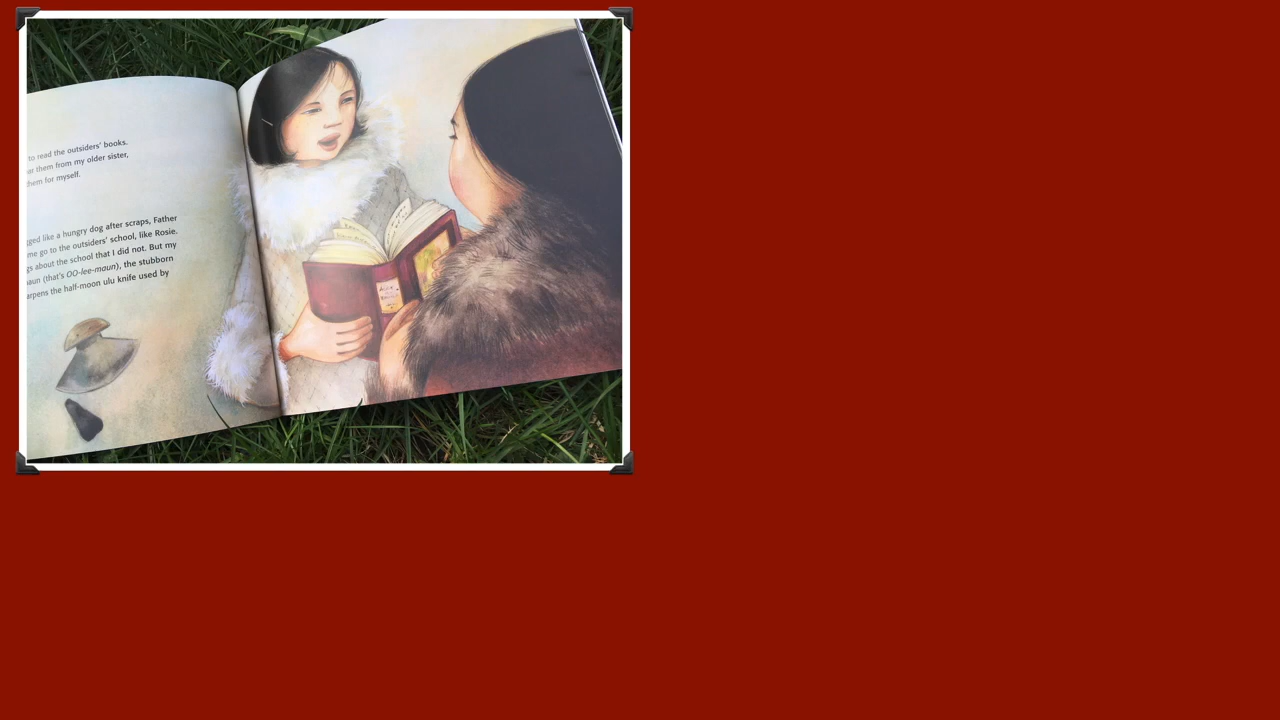 to read the outsiders' books.
ar them from my older sister,
hem for myself.
ged like a hungry dog after scraps, Father
me go to the outsiders' school, like Rosie.
gs about the school that I did not. But my
aun (that's OO-lee-maun), the stubborn
arpens the half-moon ulu knife used by